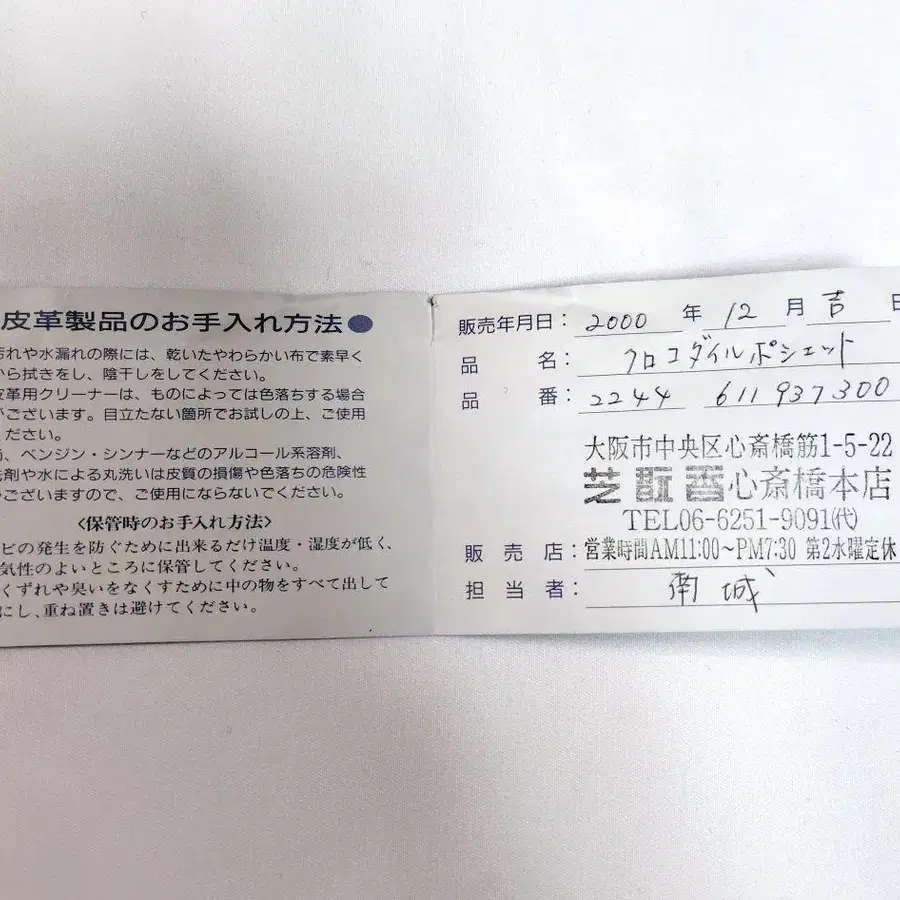 皮革製品のお手入れ方法●
汚れや水漏れの際には、乾いたやわらかい布で素早く
から拭きをし、陰干しをしてください。
皮革用クリーナーは、ものによっては色落ちする場合
がございます。目立たない箇所でお試しの上、ご使用
ください。
ベンジン・シンナーなどのアルコール系溶剤、
洗剤や水による丸洗いは皮質の損傷や色落ちの危険性
がございますので、ご使用にならないでください。
〈保管時のお手入れ方法〉
ビの発生を防ぐために出来るだけ温度・湿度が低く、
気性のよいところに保管してください。
くずれや臭いをなくすために中の物をすべて出して
にし、重ね置きは避けてください。
販売年月日：2000年12月吉日
品名：クロコダイルポシェット
品番：2244 611937300
大阪市中央区心斎橋筋1-5-22
芝翫香心斎橋本店
TEL06-6251-9091(代)
販売店：営業時間AM11:00～PM7:30 第2水曜定休
担当者：南城